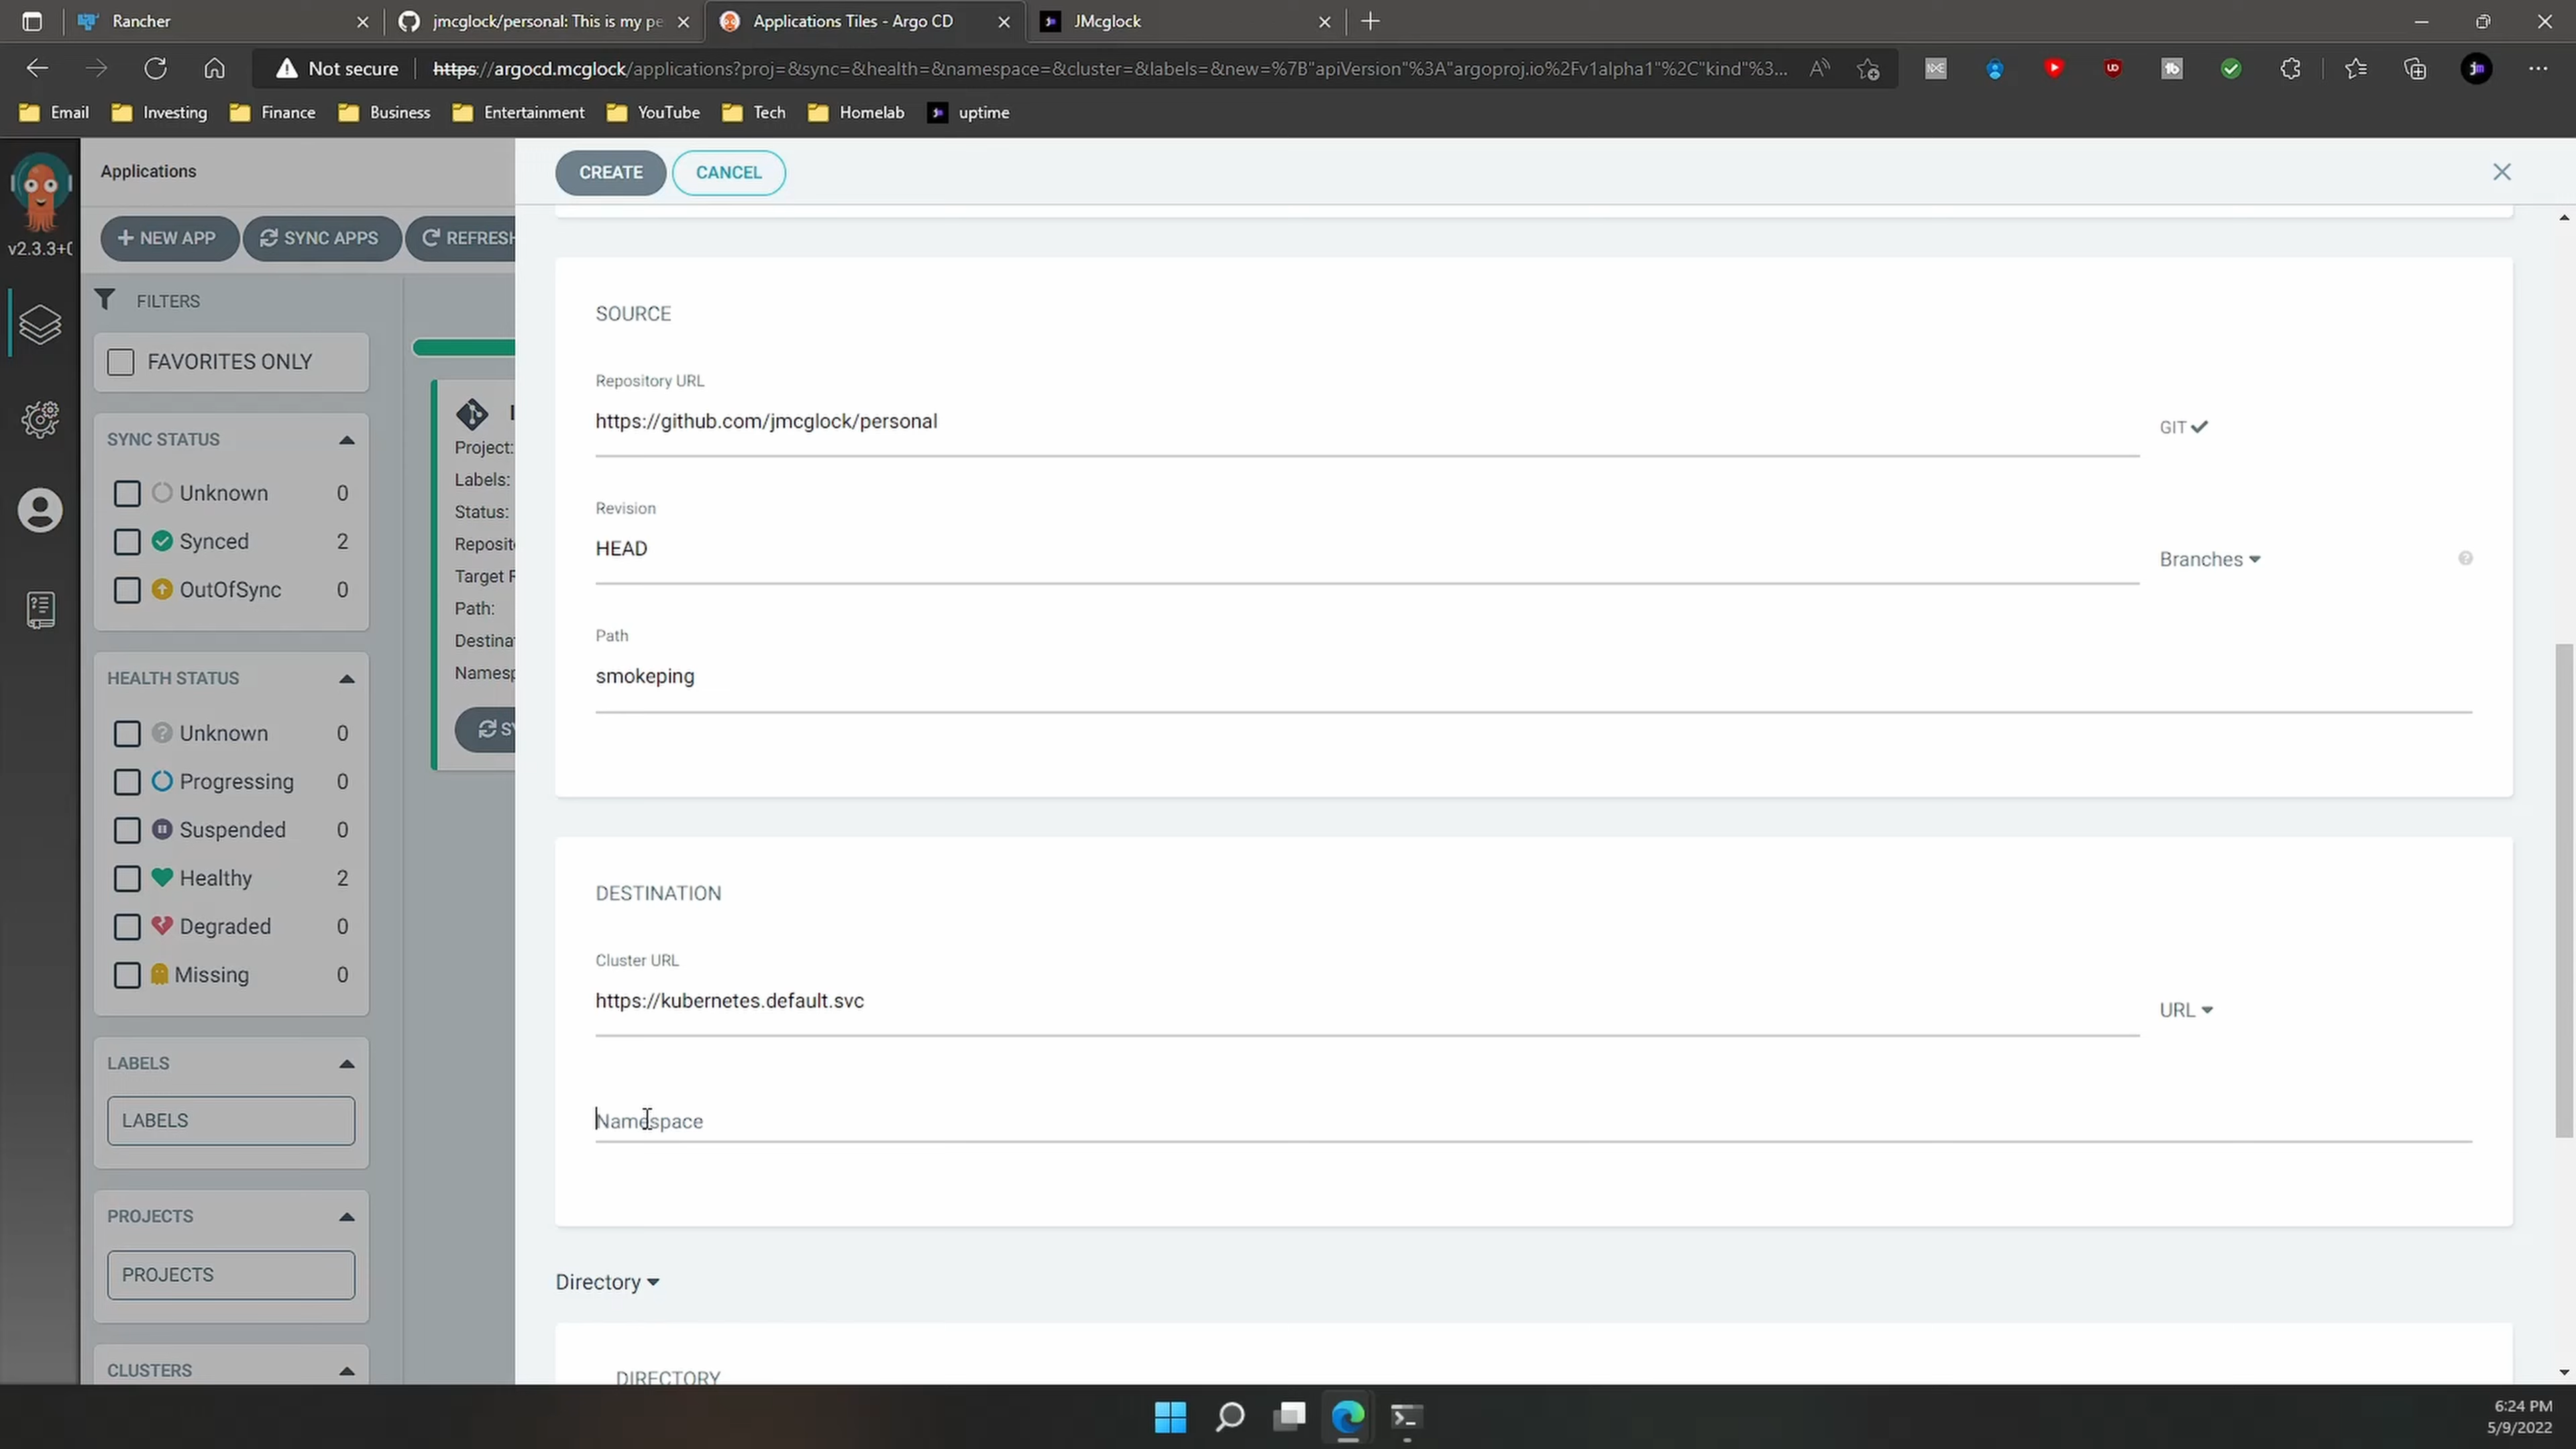 Rancher
jmcglock/personal: This is my pe
Applications Tiles - Argo CD
JMcglock
Not secure
https://argocd.mcglock/applications?proj=&sync=&health=&namespace=&cluster=&labels=&new=%7B"apiVersion"%3A"argoproj.io%2Fv1alpha1"%2C"kind"%3...
Email
Investing
Finance
Business
Entertainment
YouTube
Tech
Homelab
uptime
v2.3.3+0
Applications
NEW APP
SYNC APPS
REFRESH
FILTERS
FAVORITES ONLY
SYNC STATUS
Unknown 0
Synced 2
OutOfSync 0
HEALTH STATUS
Unknown 0
Progressing 0
Suspended 0
Healthy 2
Degraded 0
Missing 0
LABELS
LABELS
PROJECTS
PROJECTS
CLUSTERS
Project:
Labels:
Status:
Reposito
Target R
Path:
Destinat
Namesp
SY
CREATE
CANCEL
SOURCE
Repository URL
https://github.com/jmcglock/personal
GIT
Revision
HEAD
Branches
Path
smokeping
DESTINATION
Cluster URL
https://kubernetes.default.svc
URL
Namespace
Directory
DIRECTORY
6:24 PM
5/9/2022